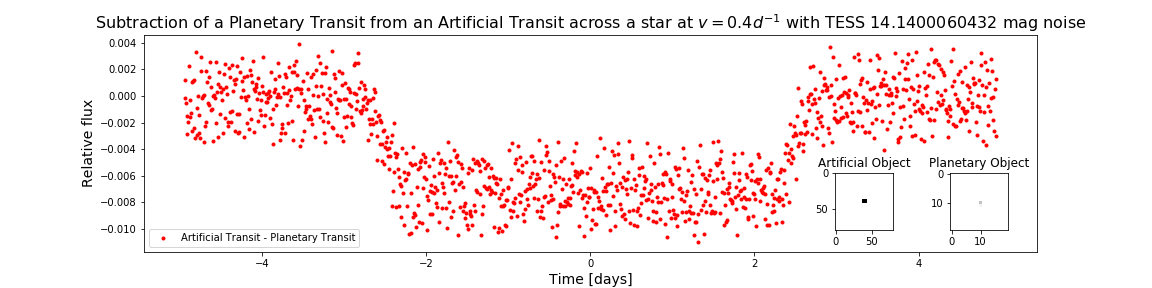 Subtraction of a Planetary Transit from an Artificial Transit across a star at v = 0.4d⁻¹ with TESS 14.1400060432 mag noise
0.004
0.002
0.000
−0.002
−0.004
−0.006
−0.008
−0.010
Relative flux
Artificial Transit - Planetary Transit
Artificial Object
0
50
0 50
Planetary Object
0
10
0 10
−4 −2 0 2 4
Time [days]